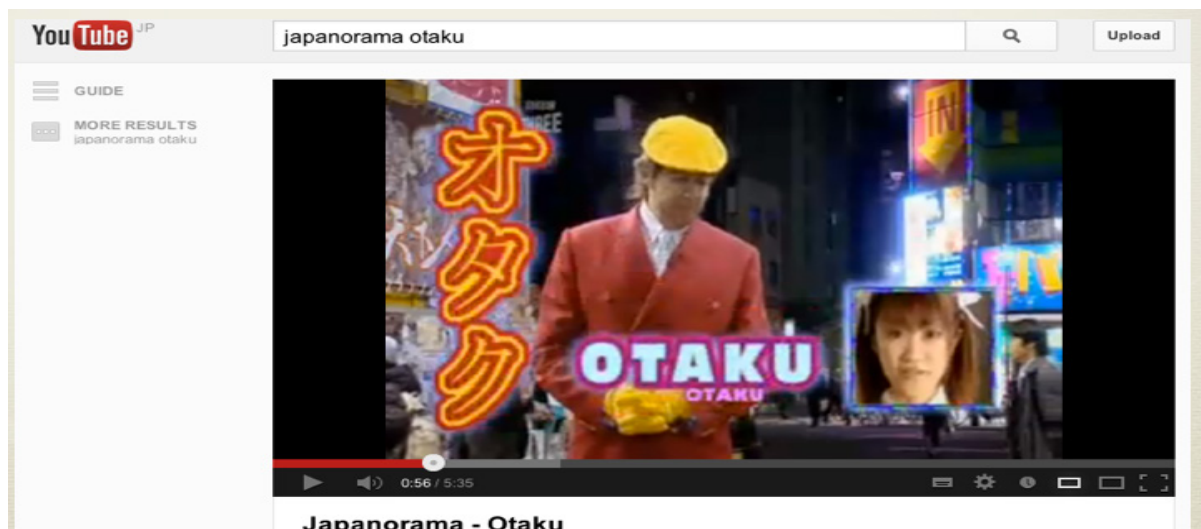 YouTube JP
japanorama otaku
Upload
GUIDE
MORE RESULTS
japanorama otaku
オタク
IN
OTAKU
OTAKU
0:56 / 5:35
Japanorama - Otaku